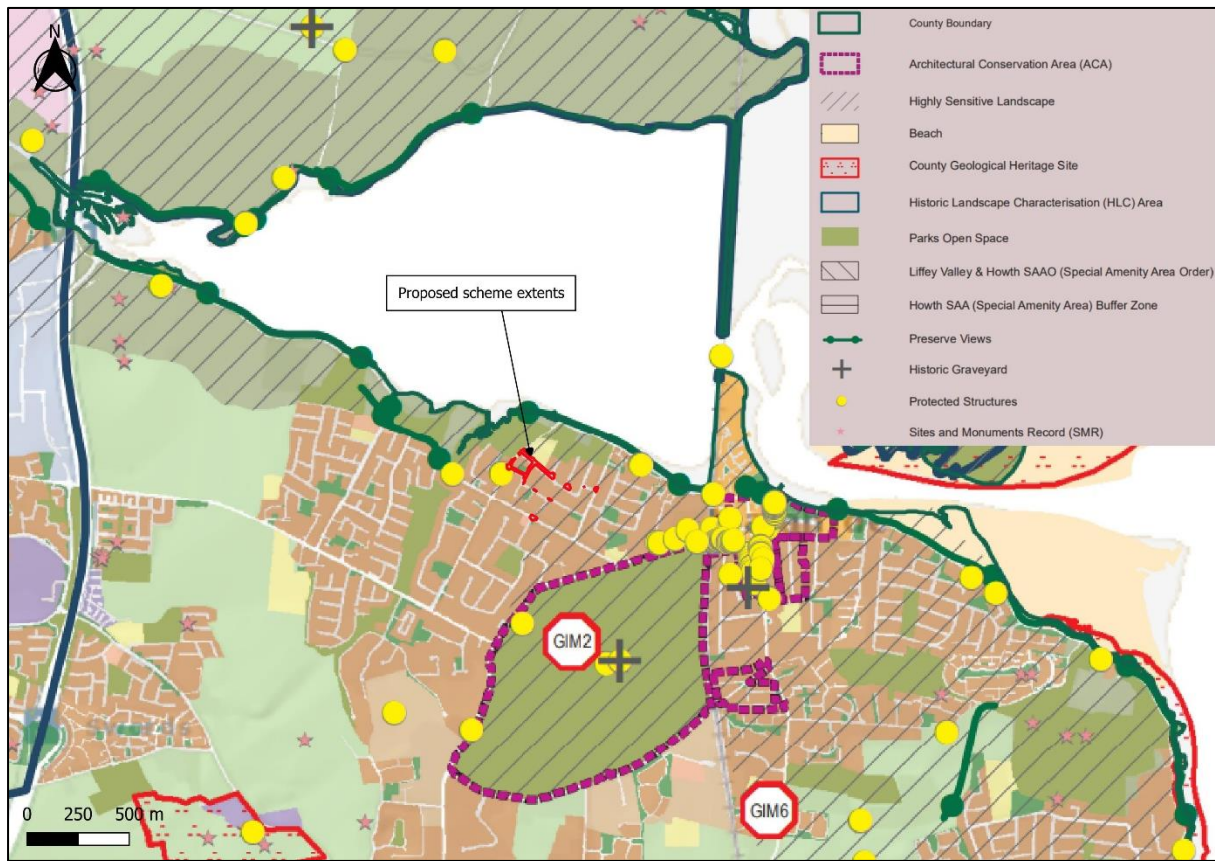 N
County Boundary
Architectural Conservation Area (ACA)
Highly Sensitive Landscape
Beach
County Geological Heritage Site
Historic Landscape Characterisation (HLC) Area
Parks Open Space
Liffey Valley & Howth SAAO (Special Amenity Area Order)
Howth SAA (Special Amenity Area) Buffer Zone
Preserve Views
Historic Graveyard
Protected Structures
Sites and Monuments Record (SMR)
Proposed scheme extents
GIM2
GIM6
0 250 500 m